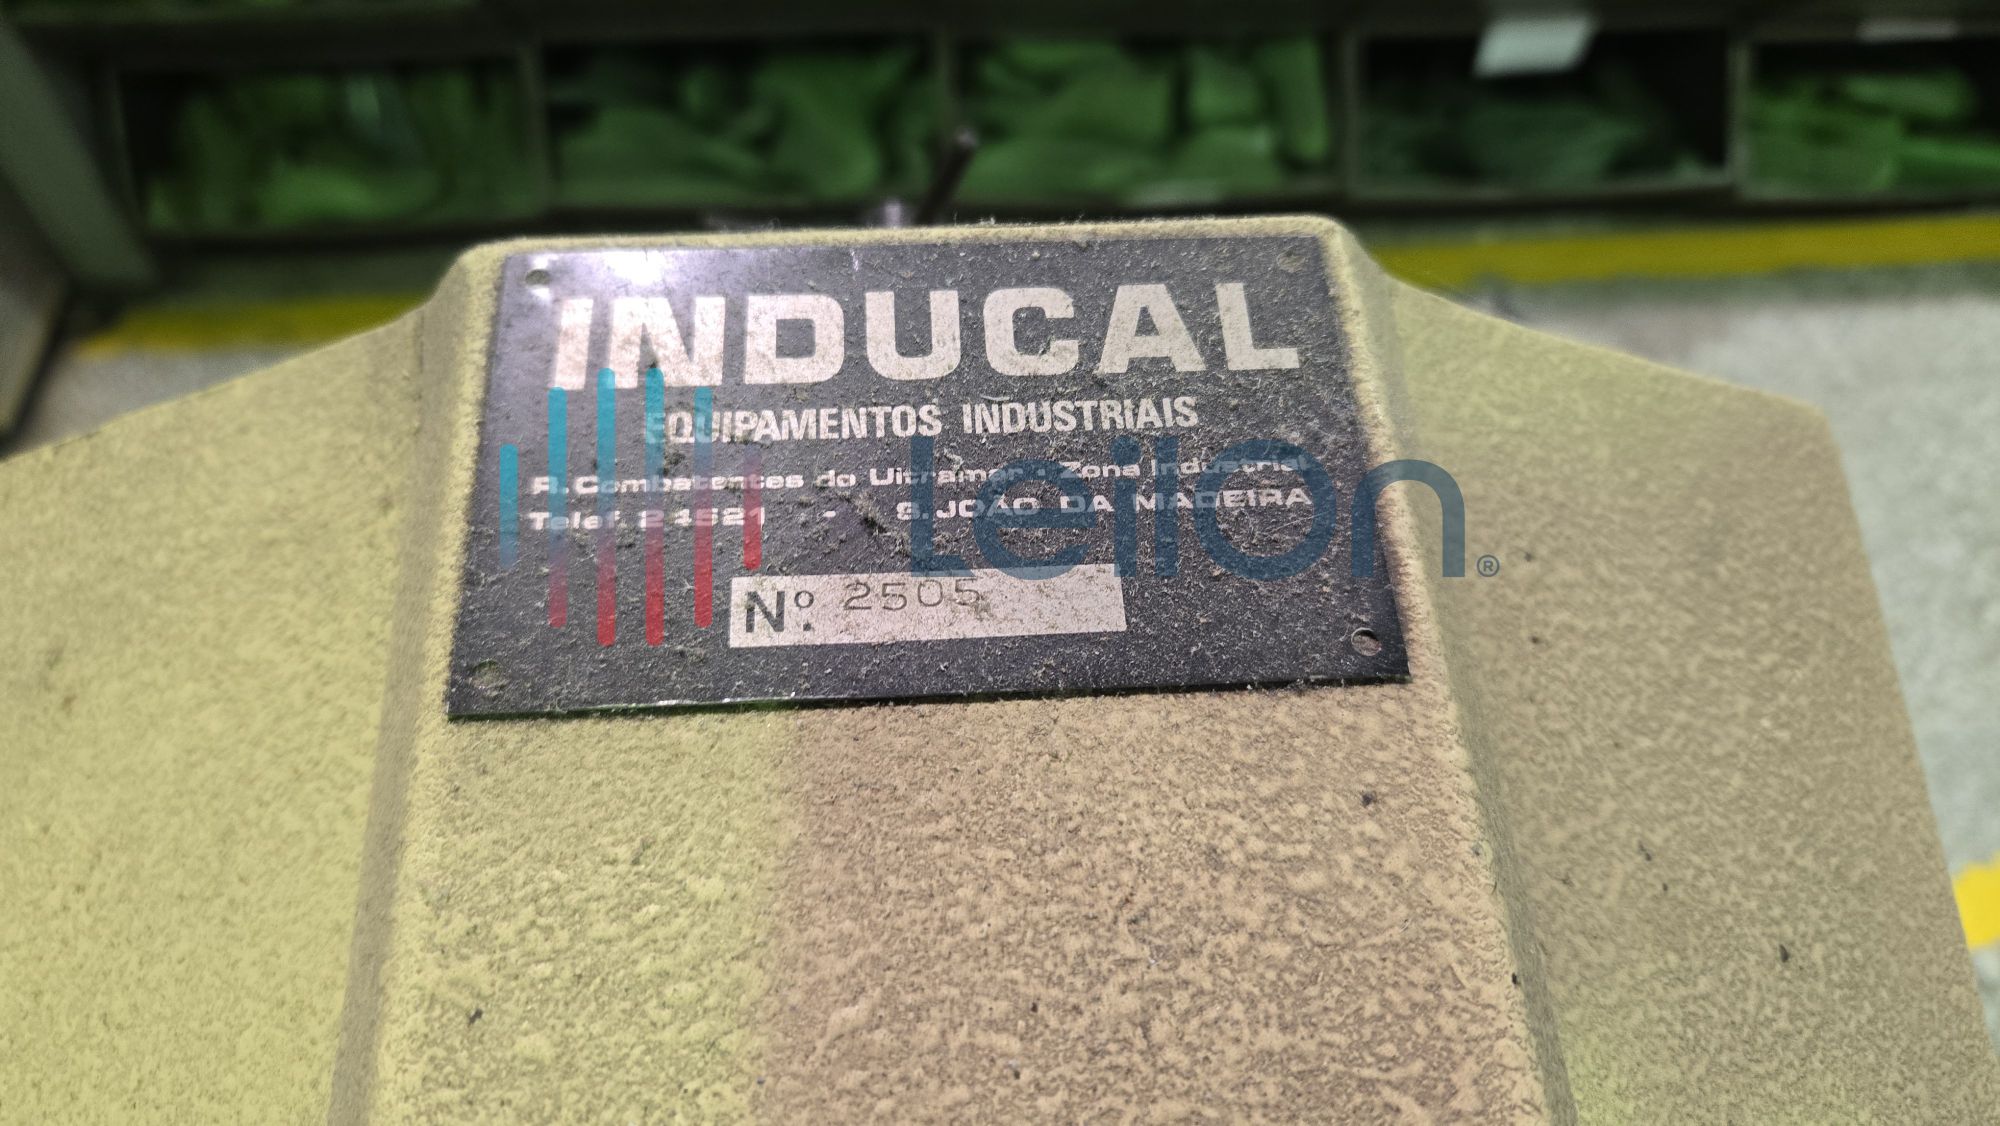 INDUCAL
EQUIPAMENTOS INDUSTRIAIS
R. Combatentes do Ultramar - Zona Industrial
Telef. 24521 - S. JOÃO DA MADEIRA
Nº. 2505
Leilon®